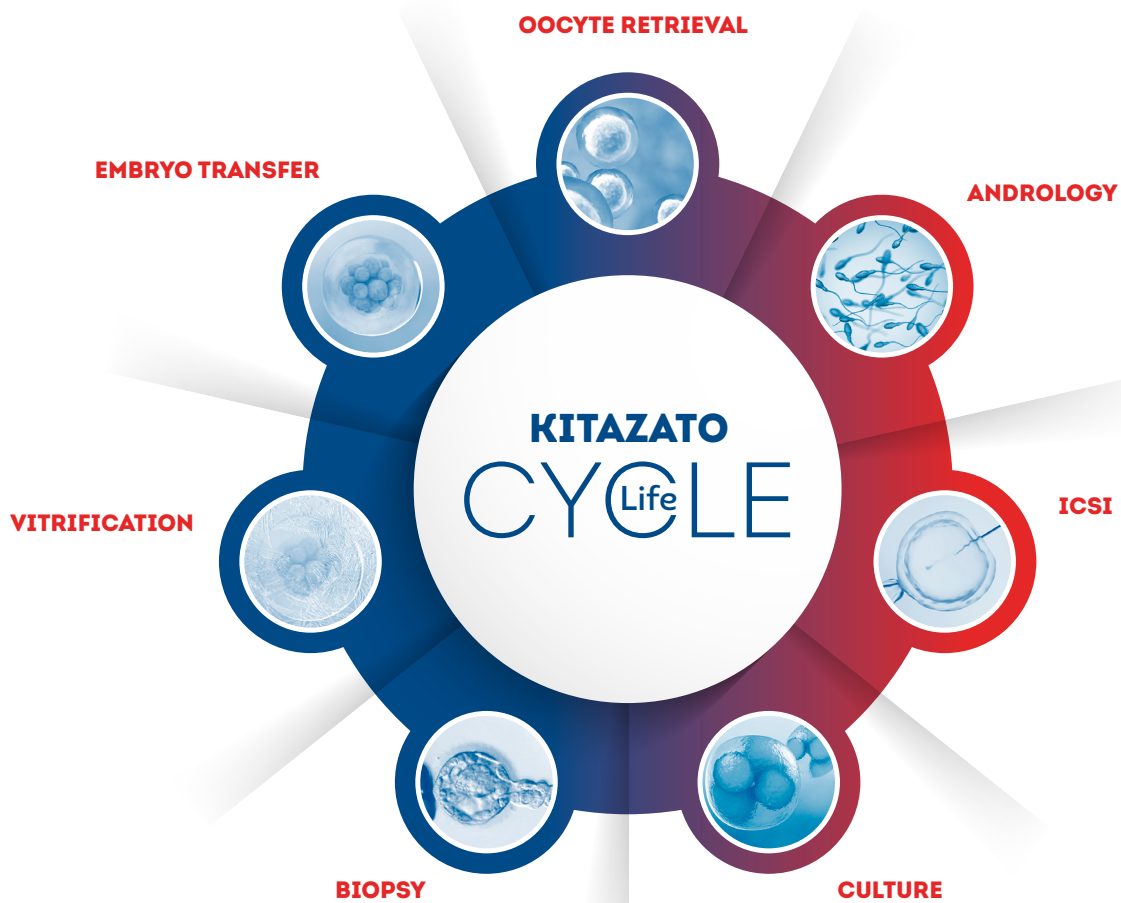 OOCYTE RETRIEVAL
EMBRYO TRANSFER
ANDROLOGY
KITAZATO
CYCLE
Life
VITRIFICATION
ICSI
BIOPSY
CULTURE